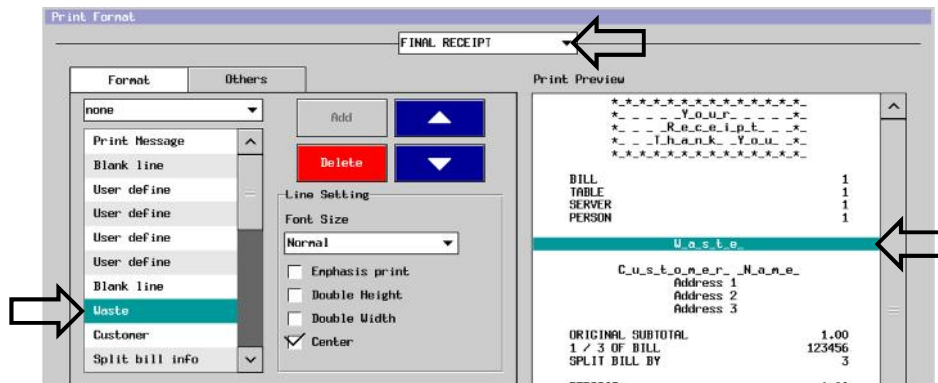 Print Format
FINAL RECEIPT
Format Others
none
Print Message
Blank line
User define
User define
User define
User define
Blank line
Waste
Customer
Split bill info
Add
Delete
Line Setting
Font Size
Normal
Emphasis print
Double Height
Double Width
Center
Print Preview
*_*_*_*_*_*_*_*_*_*_*_*_*_*_
*_ _ _ _ _Y_o_u_r_ _ _ _ _*_
*_ _ _ _R_e_c_e_i_p_t_ _ _*_
*_ _ _T_h_a_n_k_ _Y_o_u_ _*_
*_*_*_*_*_*_*_*_*_*_*_*_*_*_
BILL 1
TABLE 1
SERVER 1
PERSON 1
W_a_s_t_e_
C_u_s_t_o_m_e_r_ _N_a_m_e_
Address 1
Address 2
Address 3
ORIGINAL SUBTOTAL 1.00
1 / 3 OF BILL 123456
SPLIT BILL BY 3